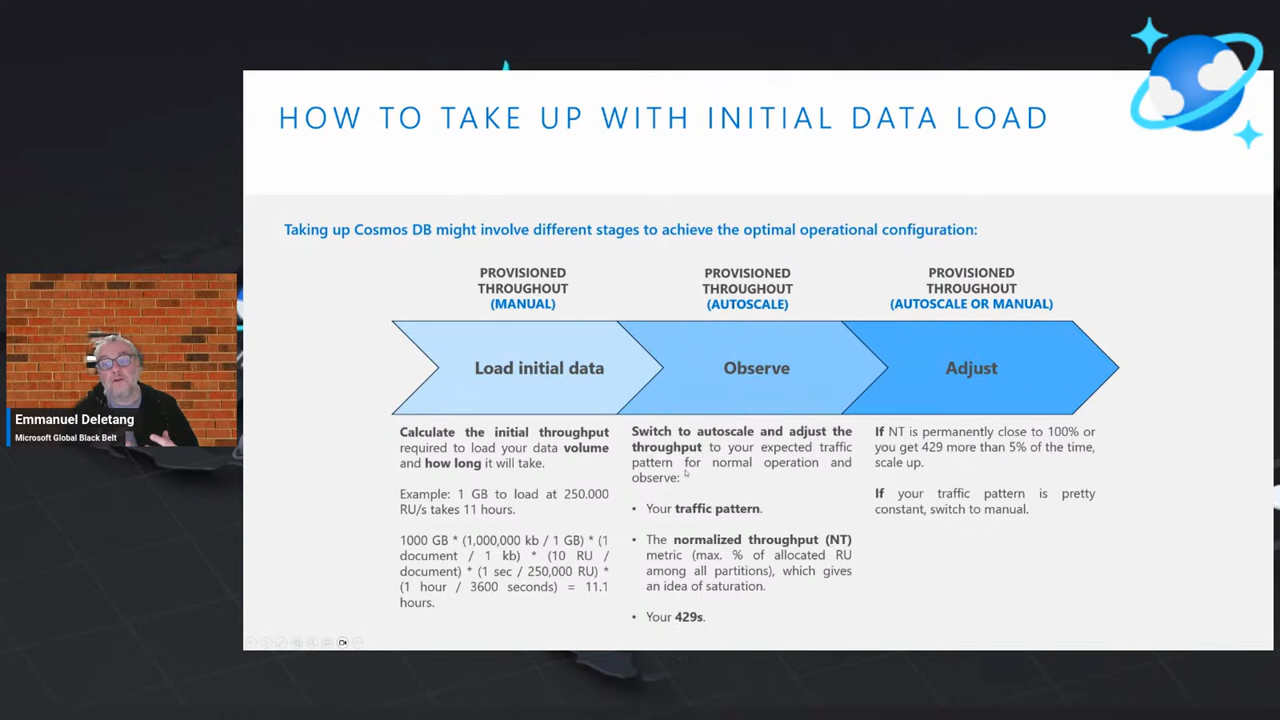 HOW TO TAKE UP WITH INITIAL DATA LOAD
Taking up Cosmos DB might involve different stages to achieve the optimal operational configuration:
PROVISIONED
THROUGHOUT
(MANUAL)
PROVISIONED
THROUGHOUT
(AUTOSCALE)
PROVISIONED
THROUGHOUT
(AUTOSCALE OR MANUAL)
Load initial data
Observe
Adjust
Calculate the initial throughput
required to load your data volume
and how long it will take.
Example: 1 GB to load at 250.000
RU/s takes 11 hours.
1000 GB * (1,000,000 kb / 1 GB) * (1
document / 1 kb) * (10 RU /
document) * (1 sec / 250,000 RU) *
(1 hour / 3600 seconds) = 11.1
hours.
Switch to autoscale and adjust the
throughput to your expected traffic
pattern for normal operation and
observe:
• Your traffic pattern.
• The normalized throughput (NT)
metric (max. % of allocated RU
among all partitions), which gives
an idea of saturation.
• Your 429s.
If NT is permanently close to 100% or
you get 429 more than 5% of the time,
scale up.
If your traffic pattern is pretty
constant, switch to manual.
Emmanuel Deletang
Microsoft Global Black Belt